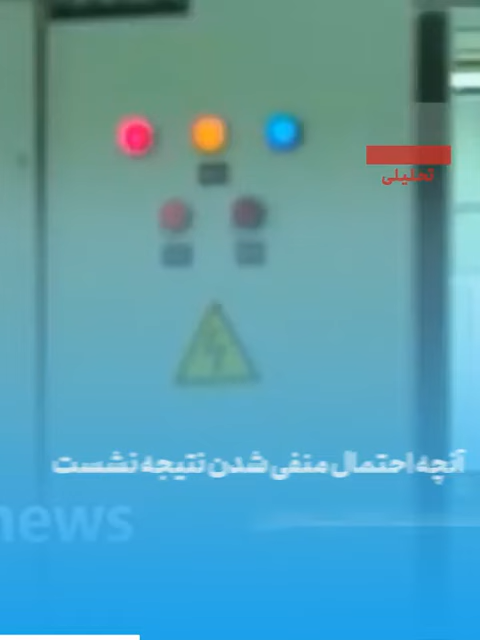 تحلیلی
آنچه احتمال منفی شدن نتیجه نشست
news